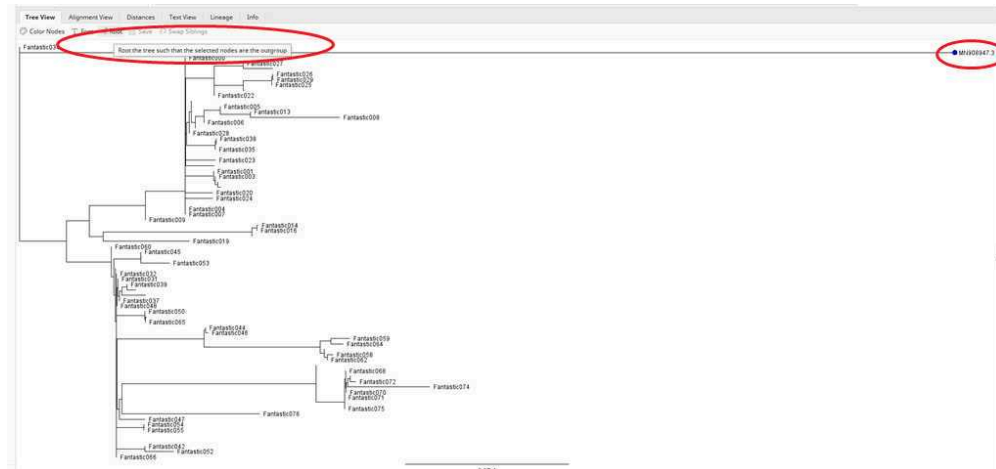 Tree View Alignment View Distances Text View Lineage Info
Color Nodes Save Swap Siblings
Root the tree such that the selected nodes are the outgroup
MN908947.3
Fantastic027
Fantastic026
Fantastic029
Fantastic025
Fantastic022
Fantastic005
Fantastic013
Fantastic008
Fantastic006
Fantastic028
Fantastic036
Fantastic035
Fantastic023
Fantastic001
Fantastic003
Fantastic020
Fantastic024
Fantastic004
Fantastic007
Fantastic009
Fantastic014
Fantastic016
Fantastic019
Fantastic060
Fantastic045
Fantastic053
Fantastic032
Fantastic031
Fantastic039
Fantastic037
Fantastic048
Fantastic050
Fantastic065
Fantastic044
Fantastic046
Fantastic059
Fantastic064
Fantastic058
Fantastic062
Fantastic068
Fantastic072
Fantastic074
Fantastic070
Fantastic071
Fantastic075
Fantastic076
Fantastic047
Fantastic054
Fantastic055
Fantastic042
Fantastic052
Fantastic066